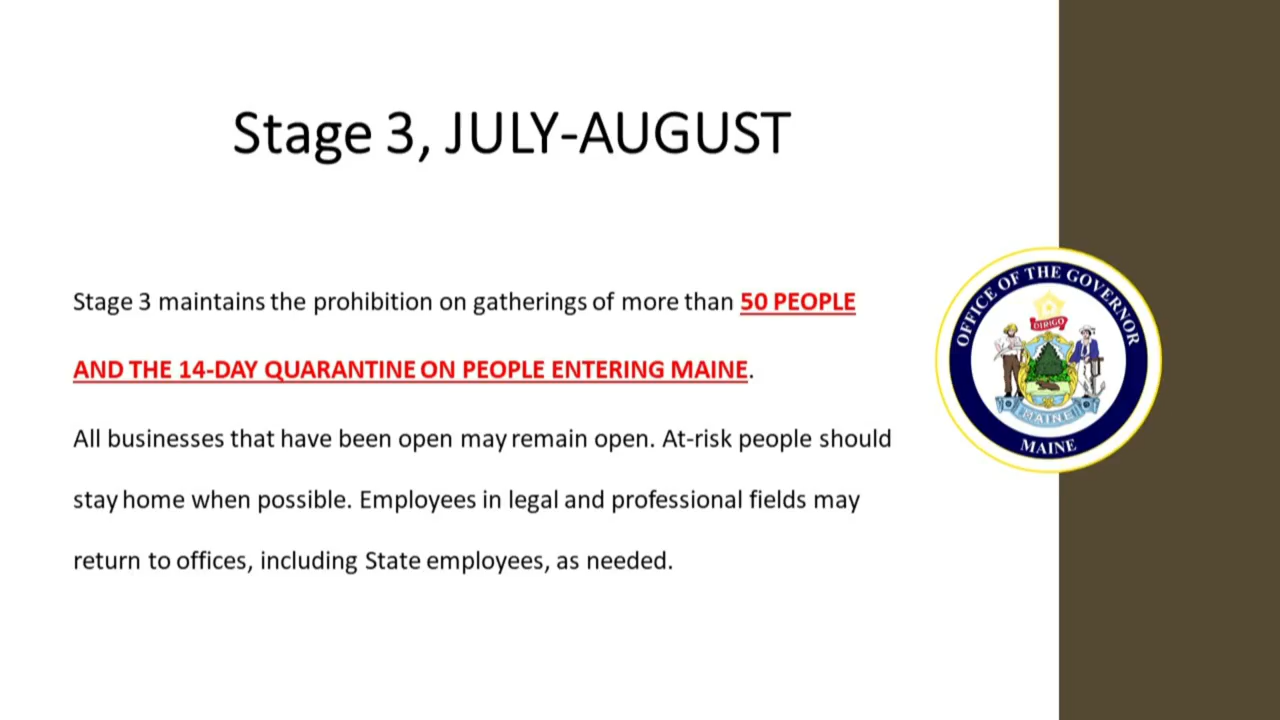 Stage 3, JULY-AUGUST
Stage 3 maintains the prohibition on gatherings of more than 50 PEOPLE
AND THE 14-DAY QUARANTINE ON PEOPLE ENTERING MAINE.
All businesses that have been open may remain open. At-risk people should
stay home when possible. Employees in legal and professional fields may
return to offices, including State employees, as needed.
OFFICE OF THE GOVERNOR
DIRIGO
MAINE
MAINE